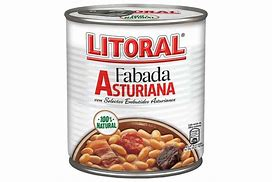 LITORAL
Fabada
ASTURIANA
con Selectos Embutidos Asturianos
100%
NATURAL